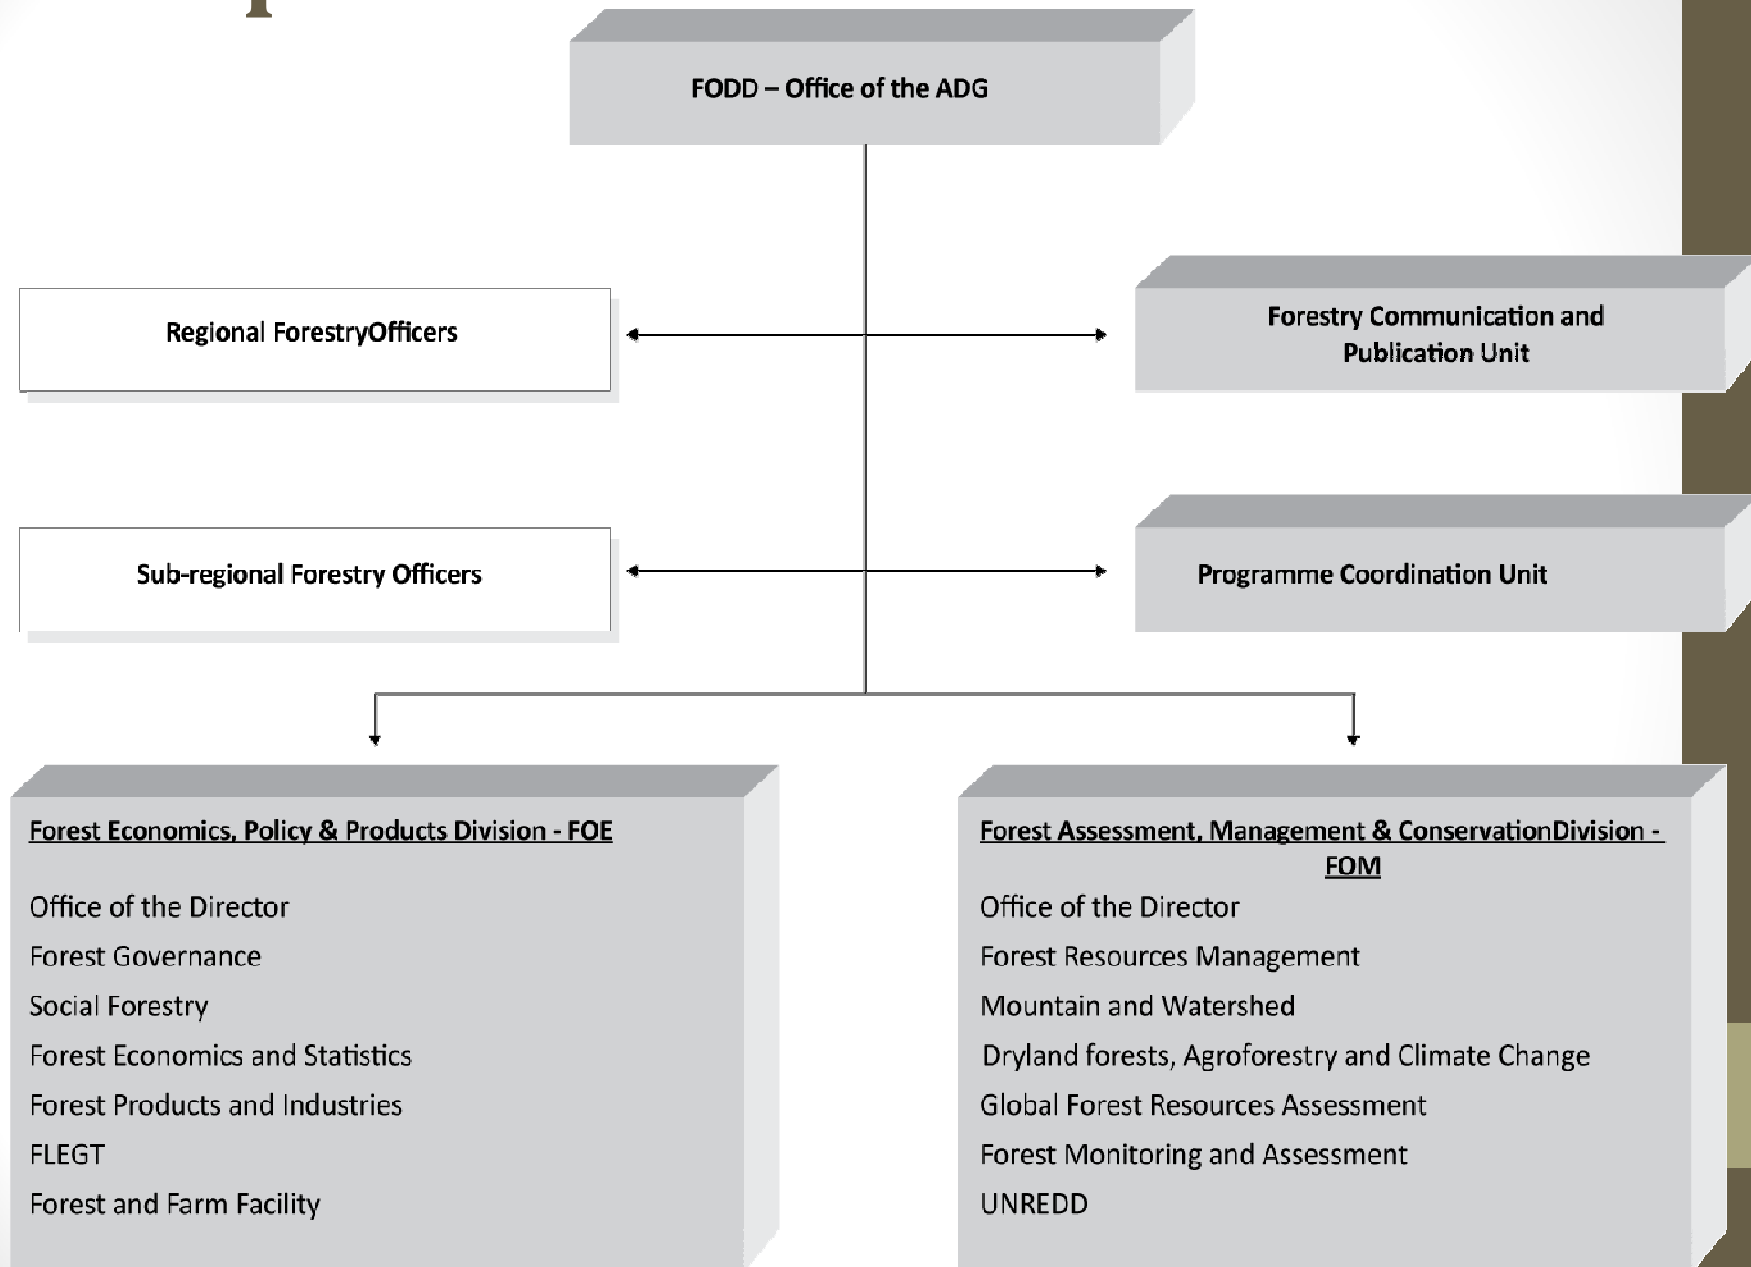 FODD – Office of the ADG
Regional ForestryOfficers
Forestry Communication and
Publication Unit
Sub-regional Forestry Officers
Programme Coordination Unit
Forest Economics, Policy & Products Division - FOE
Office of the Director
Forest Governance
Social Forestry
Forest Economics and Statistics
Forest Products and Industries
FLEGT
Forest and Farm Facility
Forest Assessment, Management & ConservationDivision -
FOM
Office of the Director
Forest Resources Management
Mountain and Watershed
Dryland forests, Agroforestry and Climate Change
Global Forest Resources Assessment
Forest Monitoring and Assessment
UNREDD